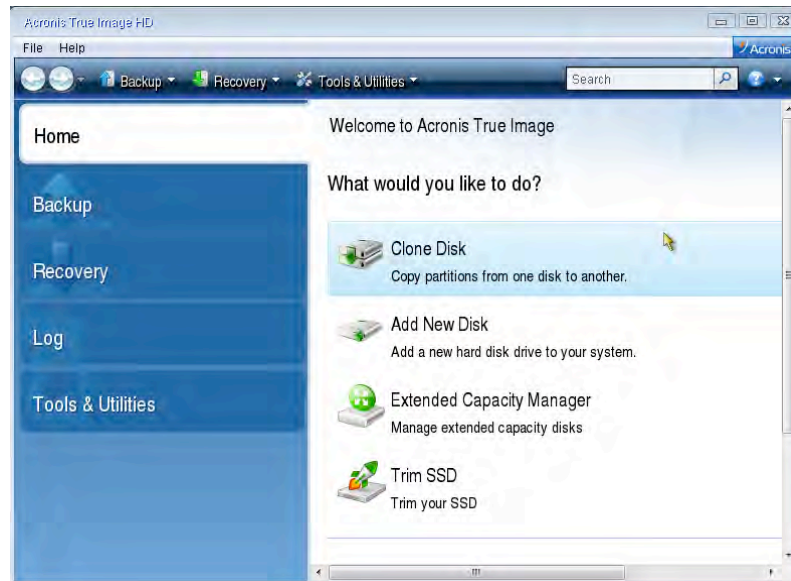 Acronis True Image HD
File Help
Acronis
Backup Recovery Tools & Utilities Search
Home
Backup
Recovery
Log
Tools & Utilities
Welcome to Acronis True Image
What would you like to do?
Clone Disk
Copy partitions from one disk to another.
Add New Disk
Add a new hard disk drive to your system.
Extended Capacity Manager
Manage extended capacity disks
Trim SSD
Trim your SSD